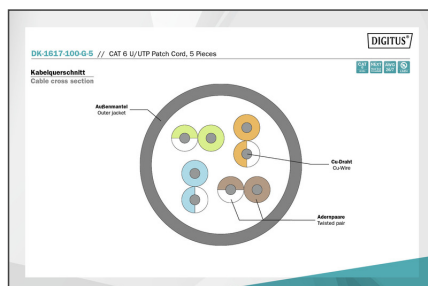 DIGITUS®
DK-1617-100-G-5 // CAT 6 U/UTP Patch Cord, 5 Pieces
Kabelquerschnitt
Cable cross section
Außenmantel
Outer jacket
Cu-Draht
Cu-Wire
Adernpaare
Twisted pair